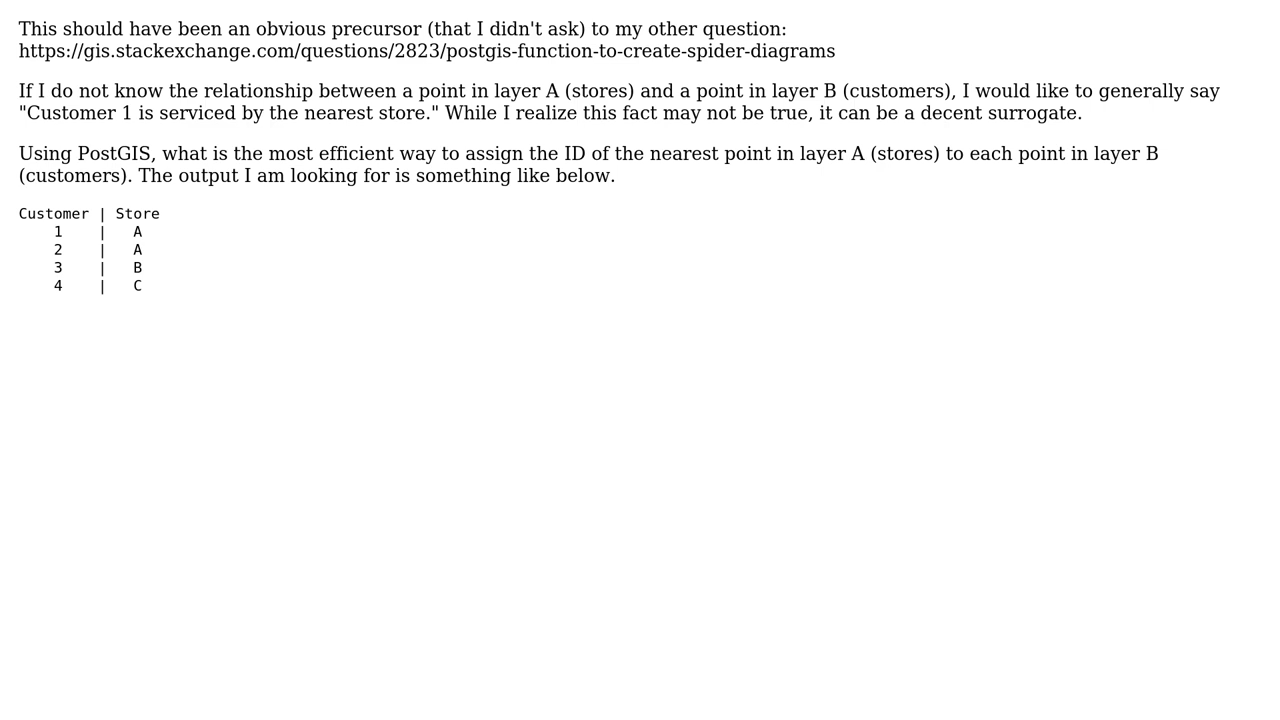 This should have been an obvious precursor (that I didn't ask) to my other question:
https://gis.stackexchange.com/questions/2823/postgis-function-to-create-spider-diagrams
If I do not know the relationship between a point in layer A (stores) and a point in layer B (customers), I would like to generally say
"Customer 1 is serviced by the nearest store." While I realize this fact may not be true, it can be a decent surrogate.
Using PostGIS, what is the most efficient way to assign the ID of the nearest point in layer A (stores) to each point in layer B
(customers). The output I am looking for is something like below.
Customer | Store
1 | A
2 | A
3 | B
4 | C